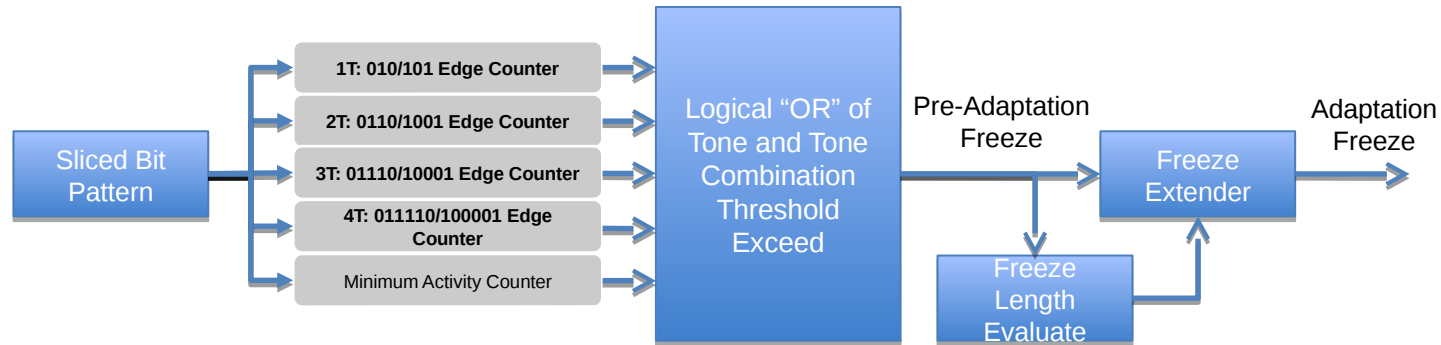 Sliced Bit
Pattern
1T: 010/101 Edge Counter
2T: 0110/1001 Edge Counter
3T: 01110/10001 Edge Counter
4T: 011110/100001 Edge
Counter
Minimum Activity Counter
Logical “OR” of
Tone and Tone
Combination
Threshold
Exceed
Pre-Adaptation
Freeze
Freeze
Length
Evaluate
Freeze
Extender
Adaptation
Freeze